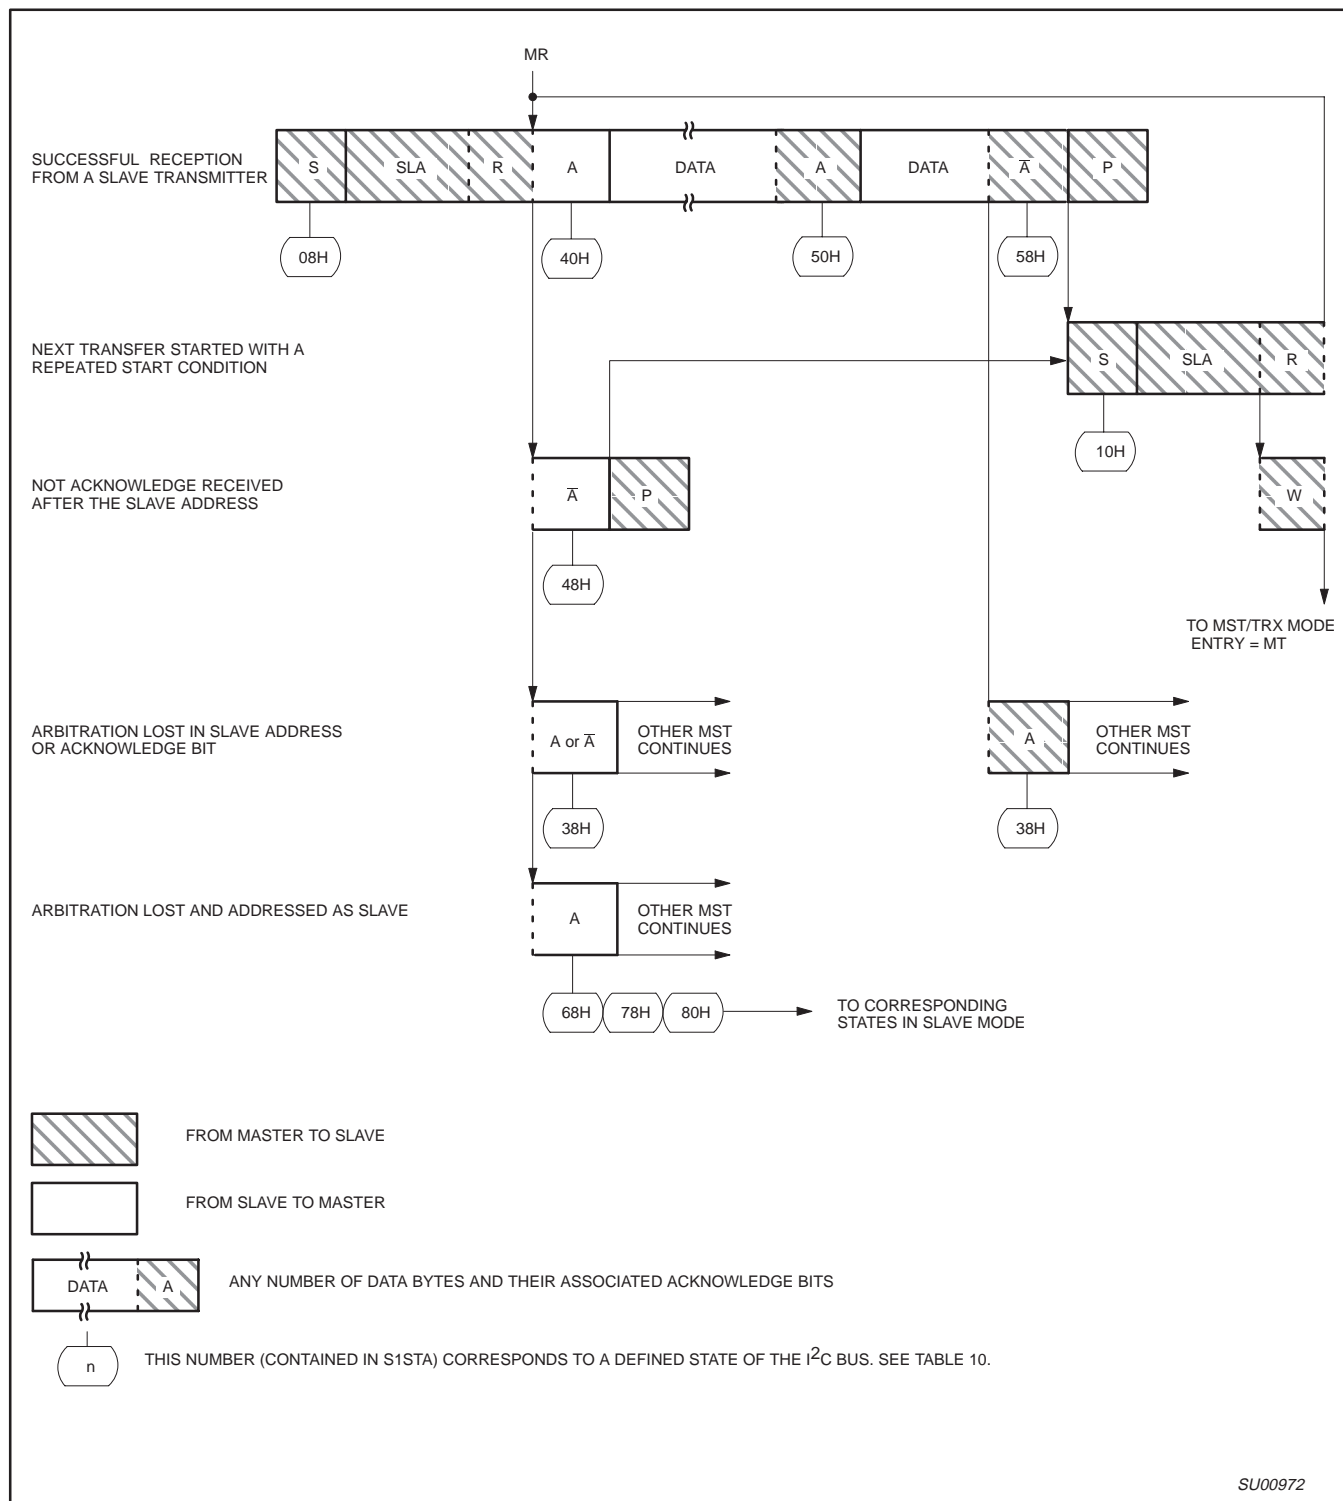 MR
SUCCESSFUL RECEPTION
FROM A SLAVE TRANSMITTER
S SLA R A DATA A DATA A̅ P
08H 40H 50H 58H
NEXT TRANSFER STARTED WITH A
REPEATED START CONDITION
S SLA R
10H
NOT ACKNOWLEDGE RECEIVED
AFTER THE SLAVE ADDRESS
A̅ P
W
48H
TO MST/TRX MODE
ENTRY = MT
ARBITRATION LOST IN SLAVE ADDRESS
OR ACKNOWLEDGE BIT
A or A̅
OTHER MST
CONTINUES
A
OTHER MST
CONTINUES
38H
38H
ARBITRATION LOST AND ADDRESSED AS SLAVE
A
OTHER MST
CONTINUES
68H 78H 80H
TO CORRESPONDING
STATES IN SLAVE MODE
FROM MASTER TO SLAVE
FROM SLAVE TO MASTER
DATA A
ANY NUMBER OF DATA BYTES AND THEIR ASSOCIATED ACKNOWLEDGE BITS
n
THIS NUMBER (CONTAINED IN S1STA) CORRESPONDS TO A DEFINED STATE OF THE I²C BUS. SEE TABLE 10.
SU00972